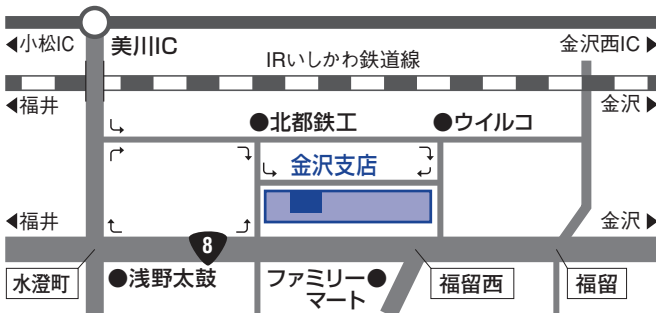 ◀小松IC
美川IC
金沢西IC▶
IRいしかわ鉄道線
◀福井
金沢▶
●北都鉄工
●ウイルコ
金沢支店
◀福井
金沢▶
8
水澄町
●浅野太鼓
ファミリー●
マート
福留西
福留